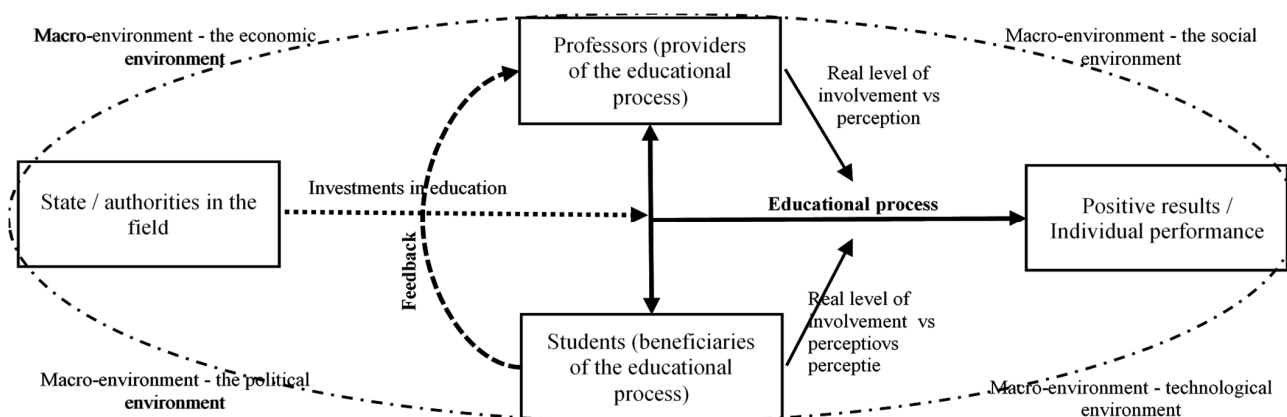 Macro-environment - the economic
environment
Professors (providers
of the educational
process)
Macro-environment - the social
environment
Real level of
involvement vs
perception
State / authorities in the
field
Investments in education
Feedback
Educational process
Positive results /
Individual performance
Students (beneficiaries
of the educational
process)
Real level of
involvement vs
perceptiovs
perceptie
Macro-environment - the political
environment
Macro-environment - technological
environment